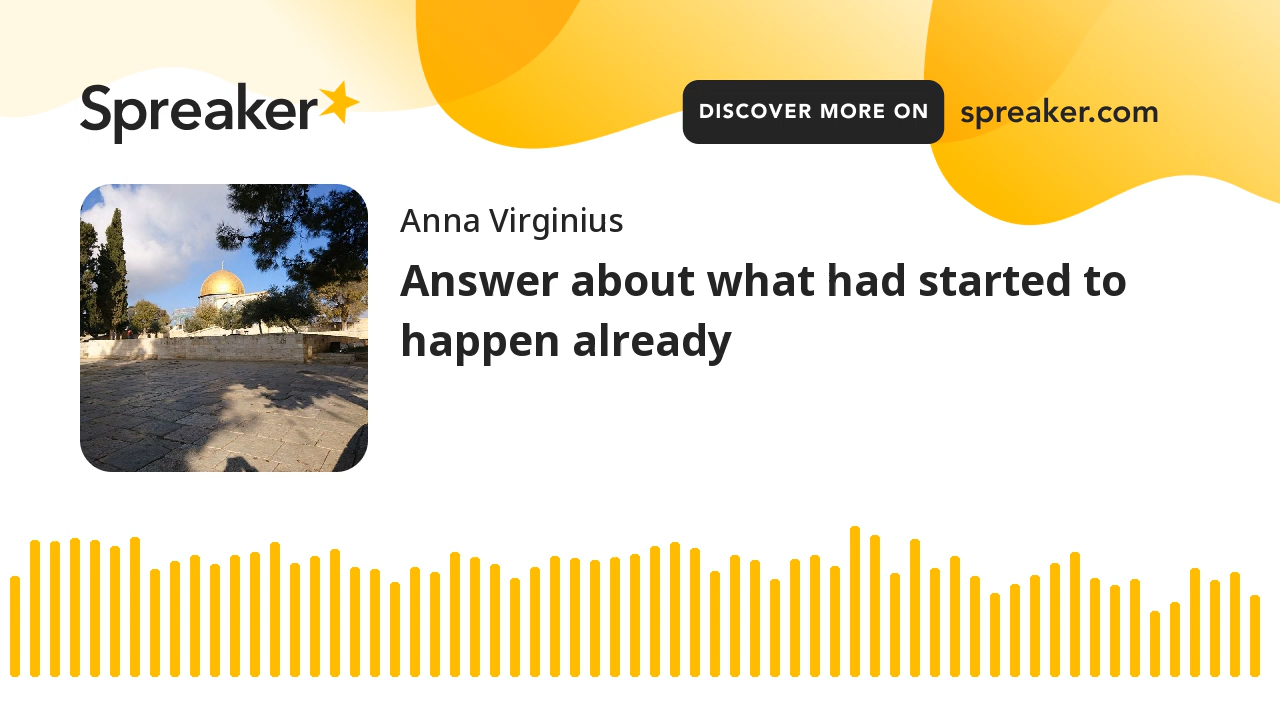 Spreaker
DISCOVER MORE ON spreaker.com
Anna Virginius
Answer about what had started to
happen already